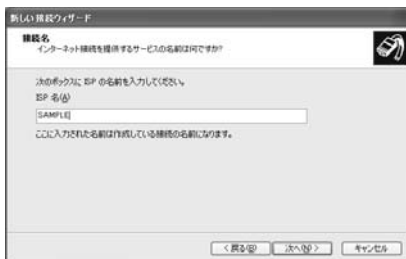 新しい接続ウィザード
接続名
インターネット接続を提供するサービスの名前は何ですか?
次のボックスに ISP の名前を入力してください。
ISP 名(A)
SAMPLE
ここに入力された名前は作成している接続の名前になります。
< 戻る(B)
次へ(N) >
キャンセル